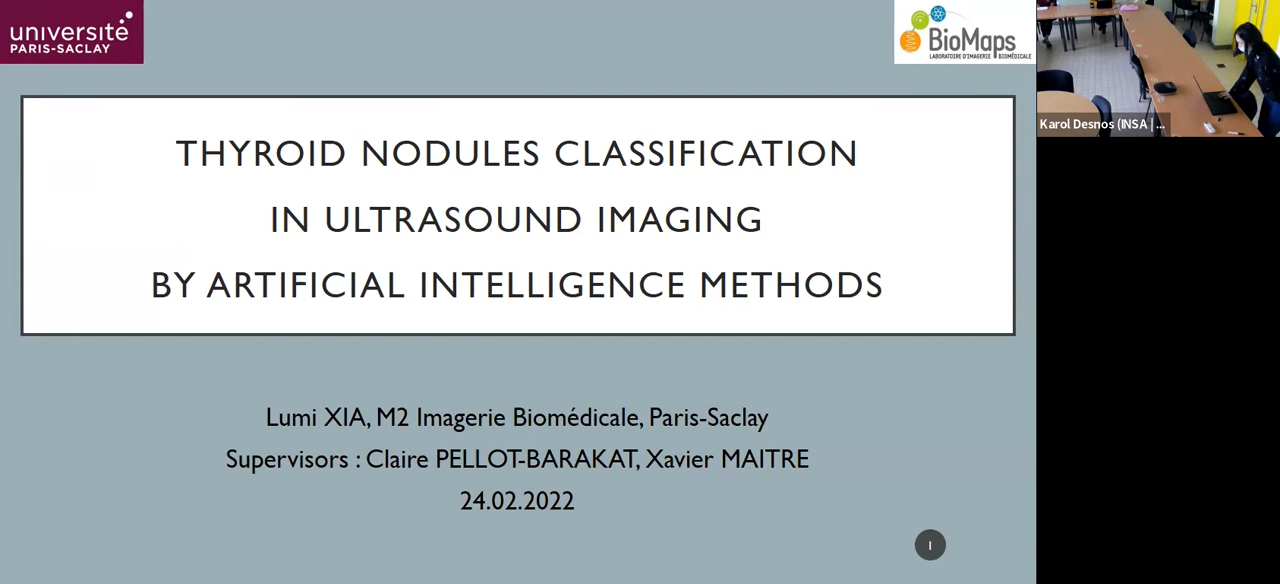 université
PARIS-SACLAY
BioMaps
LABORATOIRE D'IMAGERIE BIOMÉDICALE
Karol Desnos (INSA | ...
THYROID NODULES CLASSIFICATION
IN ULTRASOUND IMAGING
BY ARTIFICIAL INTELLIGENCE METHODS
Lumi XIA, M2 Imagerie Biomédicale, Paris-Saclay
Supervisors : Claire PELLOT-BARAKAT, Xavier MAITRE
24.02.2022
1